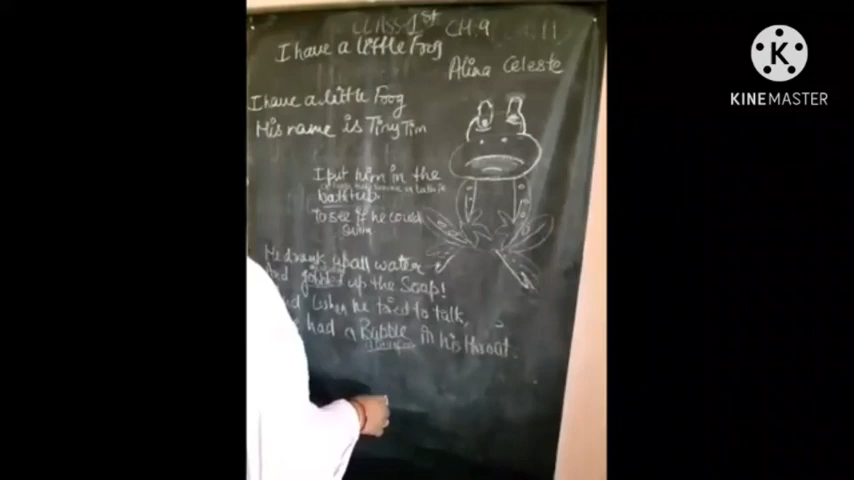 CLASS-1st CH.9
I have a little Frog
Alina Celeste
I have a little Frog
His name is Tiny Tim
I put him in the
bathtub
To see if he could
Swim
He drank up all water
And gobbled up the Soap!
When he tried to talk,
had a Bubble in his throat.
KINEMASTER